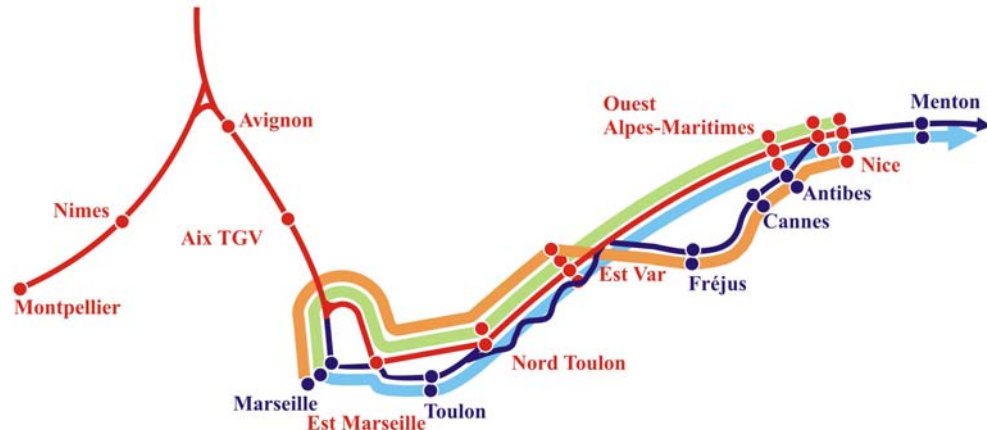 Ouest
Alpes-Maritimes
Menton
Avignon
Nice
Antibes
Nimes
Cannes
Aix TGV
Est Var
Fréjus
Montpellier
Nord Toulon
Marseille
Toulon
Est Marseille